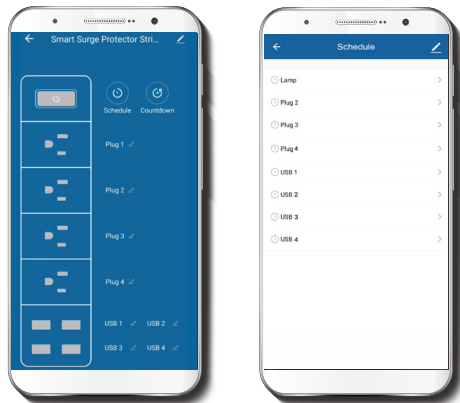 Smart Surge Protector Stri...
Schedule Countdown
Plug 1
Plug 2
Plug 3
Plug 4
USB 1 USB 2
USB 3 USB 4
Schedule
Lamp
Plug 2
Plug 3
Plug 4
USB 1
USB 2
USB 3
USB 4